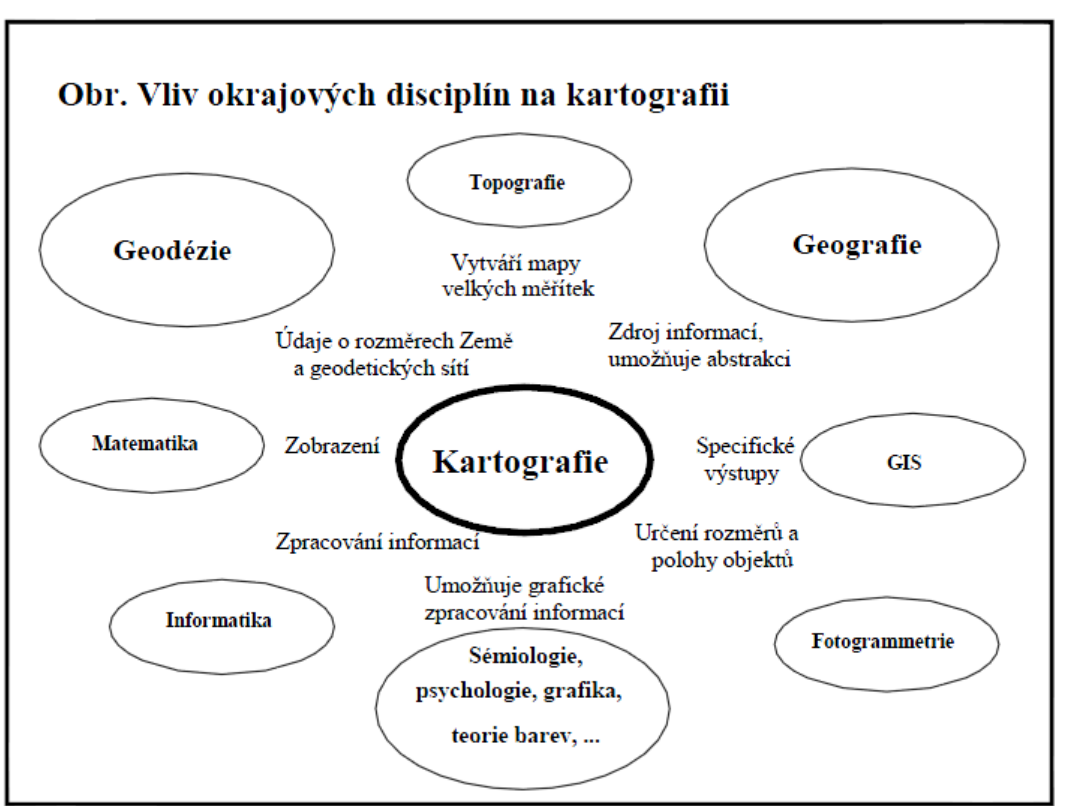 Obr. Vliv okrajových disciplín na kartografii
Topografie
Geodézie
Geografie
Vytváří mapy
velkých měřítek
Údaje o rozměrech Země
a geodetických sítí
Zdroj informací,
umožňuje abstrakci
Matematika
Zobrazení
Kartografie
Specifické
výstupy
GIS
Zpracování informací
Určení rozměrů a
polohy objektů
Umožňuje grafické
zpracování informací
Informatika
Fotogrammetrie
Sémiologie,
psychologie, grafika,
teorie barev, ...